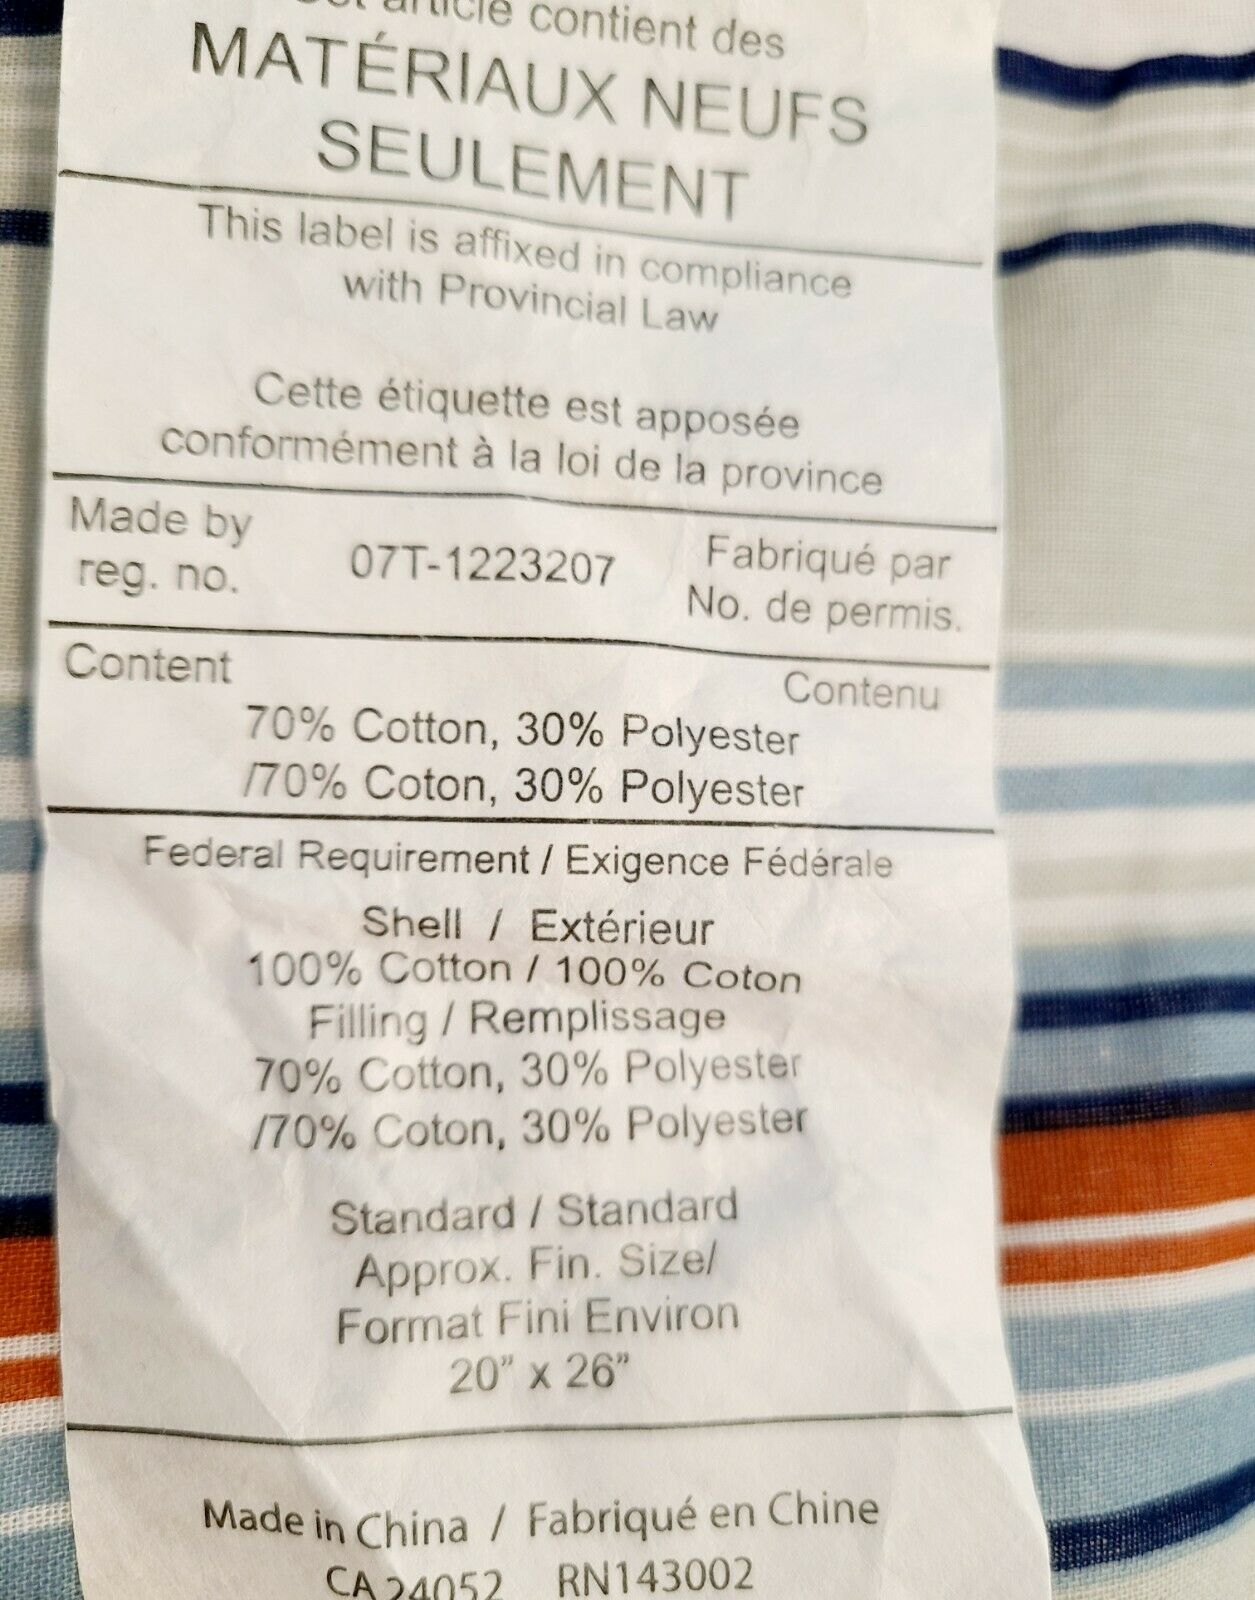 Cet article contient des
MATÉRIAUX NEUFS
SEULEMENT
This label is affixed in compliance
with Provincial Law
Cette étiquette est apposée
conformément à la loi de la province
Made by
reg. no.
07T-1223207
Fabriqué par
No. de permis.
Content
Contenu
70% Cotton, 30% Polyester
/70% Coton, 30% Polyester
Federal Requirement / Exigence Fédérale
Shell / Extérieur
100% Cotton / 100% Coton
Filling / Remplissage
70% Cotton, 30% Polyester
/70% Coton, 30% Polyester
Standard / Standard
Approx. Fin. Size/
Format Fini Environ
20" x 26"
Made in China / Fabriqué en Chine
CA 24052 RN143002